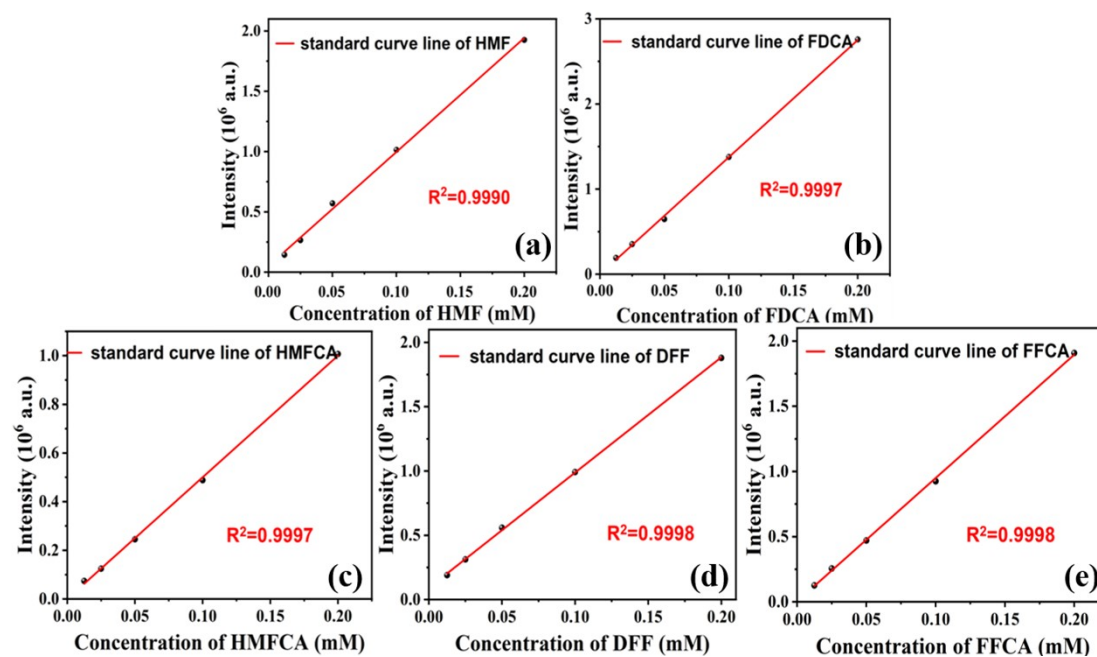 2.0
1.5
1.0
0.5
0.0
Intensity (10⁶ a.u.)
standard curve line of HMF
R²=0.9990
(a)
0.00 0.05 0.10 0.15 0.20
Concentration of HMF (mM)
3
2
1
0
Intensity (10⁶ a.u.)
standard curve line of FDCA
R²=0.9997
(b)
0.00 0.05 0.10 0.15 0.20
Concentration of FDCA (mM)
1.0
0.8
0.6
0.4
0.2
0.0
Intensity (10⁶ a.u.)
standard curve line of HMFCA
R²=0.9997
(c)
0.00 0.05 0.10 0.15 0.20
Concentration of HMFCA (mM)
2.0
1.5
1.0
0.5
0.0
Intensity (10⁶ a.u.)
standard curve line of DFF
R²=0.9998
(d)
0.00 0.05 0.10 0.15 0.20
Concentration of DFF (mM)
2.0
1.5
1.0
0.5
0.0
Intensity (10⁶ a.u.)
standard curve line of FFCA
R²=0.9998
(e)
0.00 0.05 0.10 0.15 0.20
Concentration of FFCA (mM)